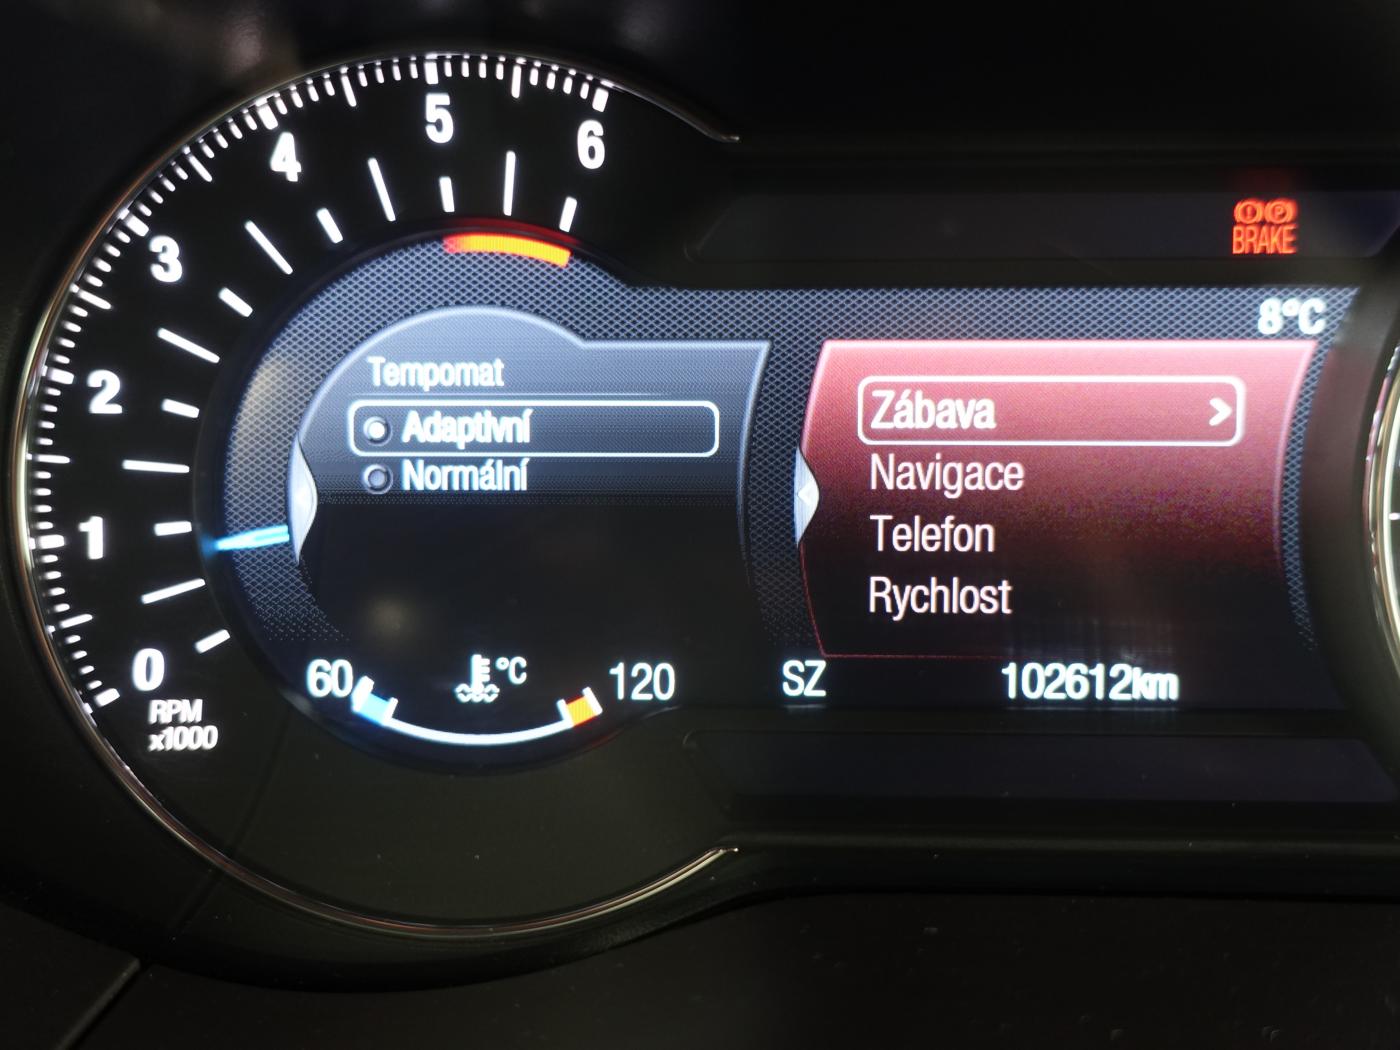 5
6
4
3
2
1
0
RPM
x1000
BRAKE
8°C
Tempomat
Adaptivní
Normální
Zábava
Navigace
Telefon
Rychlost
60
°C
120
SZ
102612km